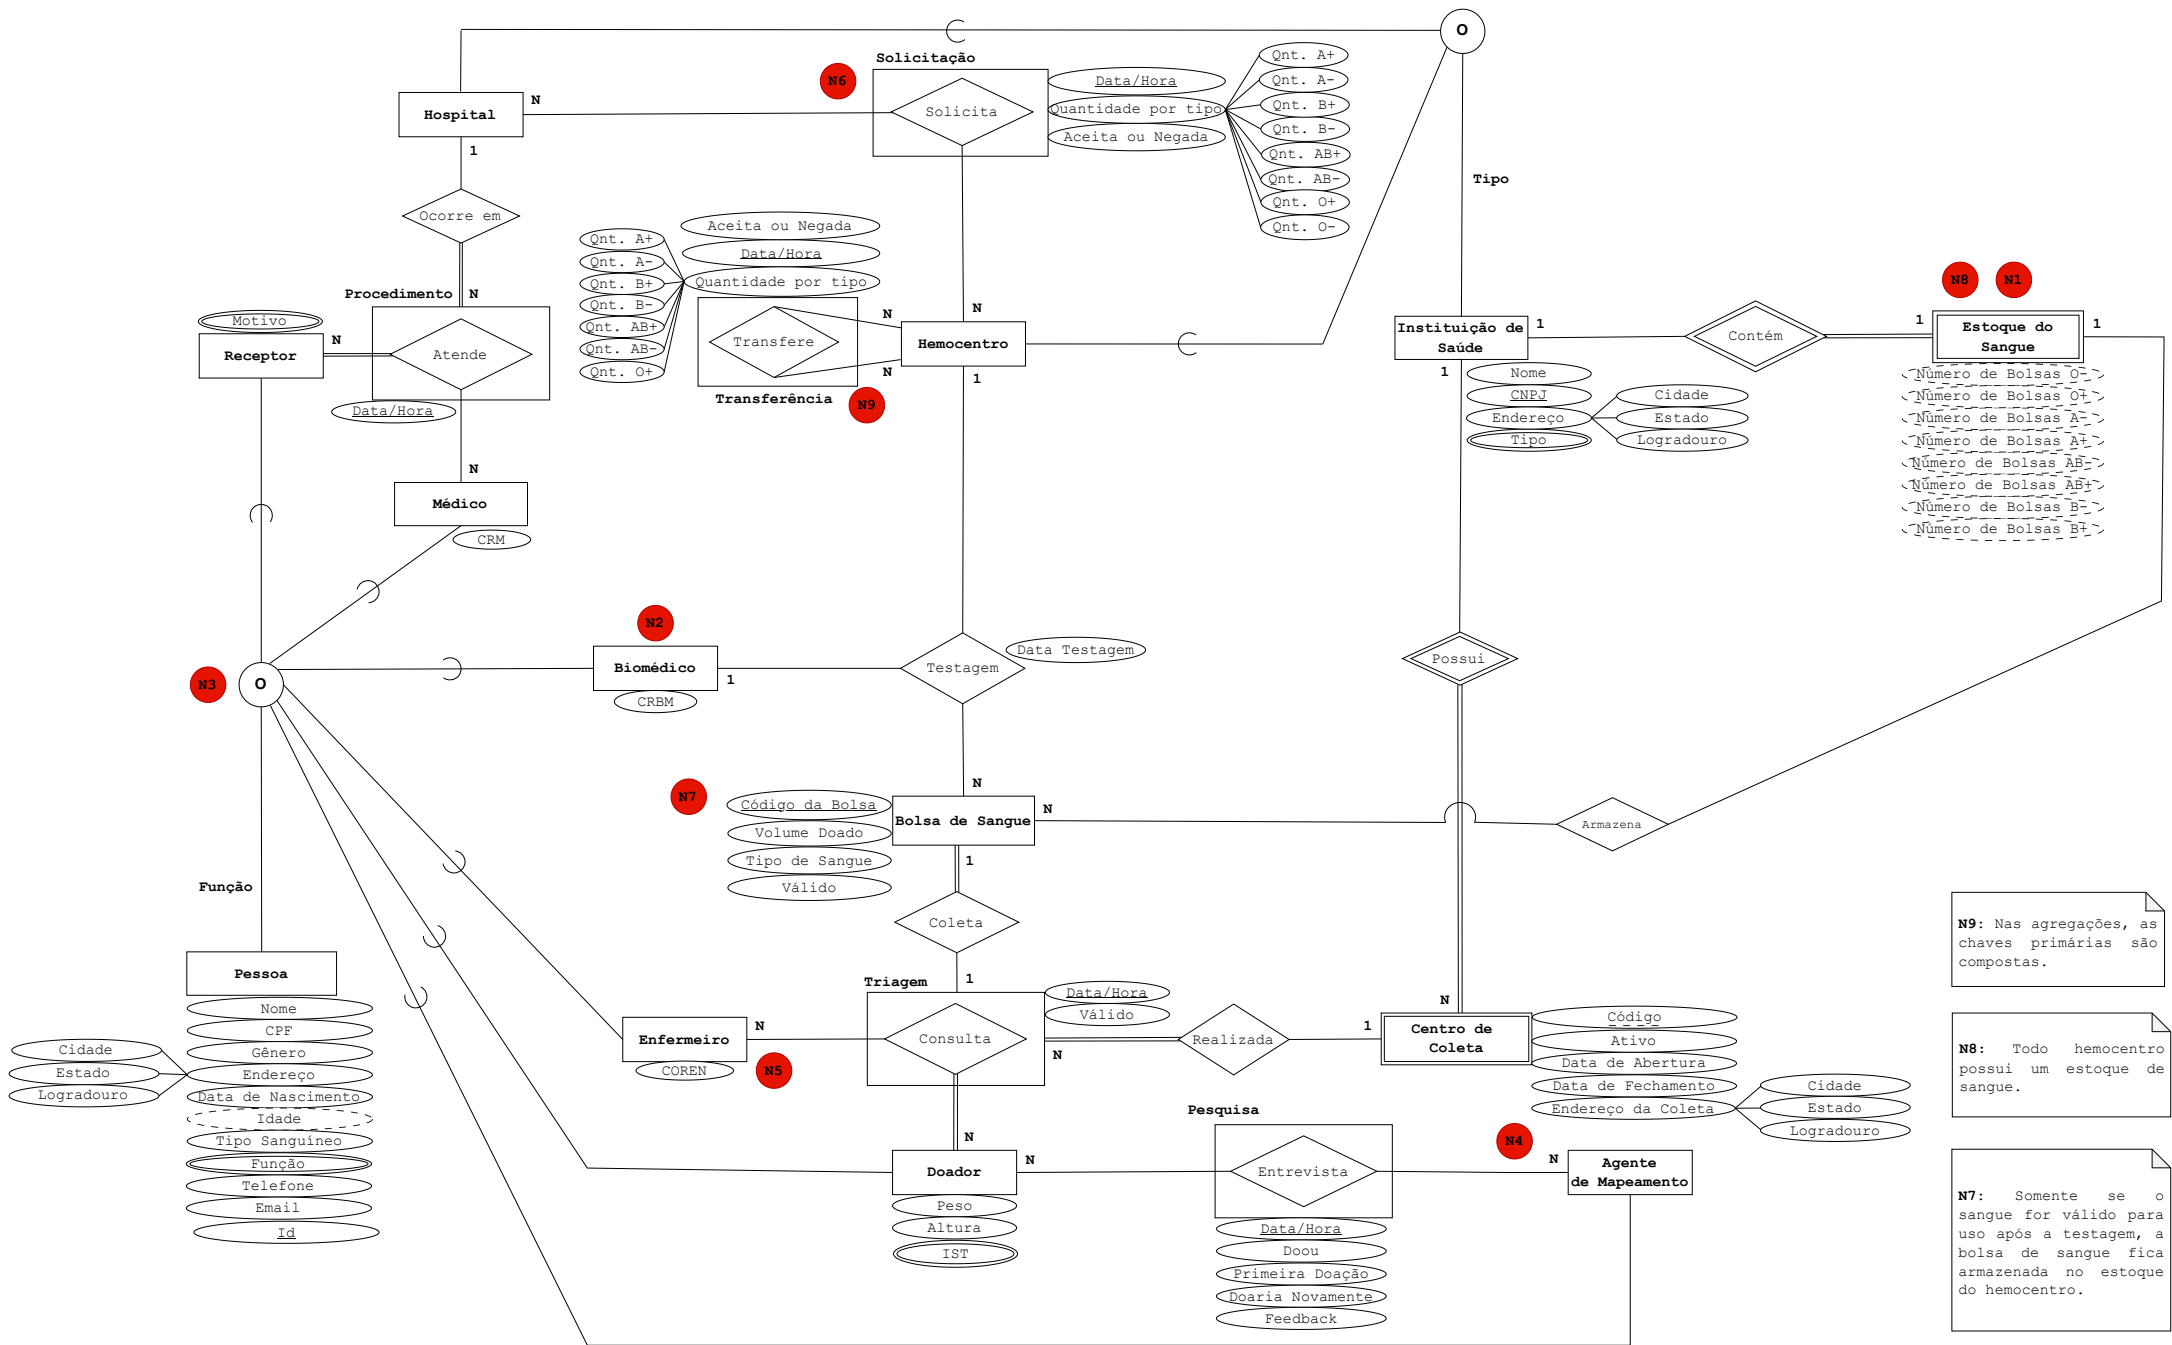 O
Solicitação
N6
Solicita
Data/Hora
Quantidade por tipo
Aceita ou Negada
Qnt. A+
Qnt. A-
Qnt. B+
Qnt. B-
Qnt. AB+
Qnt. AB-
Qnt. O+
Qnt. O-
Hospital
N
1
Ocorre em
Tipo
Procedimento
N
Motivo
Receptor
N
Atende
Data/Hora
N
Médico
CRM
Aceita ou Negada
Data/Hora
Quantidade por tipo
Qnt. A+
Qnt. A-
Qnt. B+
Qnt. B-
Qnt. AB+
Qnt. AB-
Qnt. O+
Transfere
N
N
Transferência
N9
N
Hemocentro
1
Instituição de
Saúde
1
1
Nome
CNPJ
Endereço
Tipo
Cidade
Estado
Logradouro
Contém
N8
N1
1
Estoque do
Sangue
1
Número de Bolsas O-
Número de Bolsas O+
Número de Bolsas A-
Número de Bolsas A+
Número de Bolsas AB-
Número de Bolsas AB+
Número de Bolsas B-
Número de Bolsas B+
N2
Biomédico
1
CRBM
Testagem
Data Testagem
Possui
N3
O
N7
N
Código da Bolsa
Volume Doado
Tipo de Sangue
Válido
Bolsa de Sangue
N
1
Armazena
Função
Coleta
1
Pessoa
Nome
CPF
Gênero
Endereço
Data de Nascimento
Idade
Tipo Sanguíneo
Função
Telefone
Email
Id
Cidade
Estado
Logradouro
Triagem
Data/Hora
Válido
Enfermeiro
N
COREN
N5
Consulta
N
Realizada
1
N
Centro de
Coleta
Código
Ativo
Data de Abertura
Data de Fechamento
Endereço da Coleta
Cidade
Estado
Logradouro
N
Doador
N
Peso
Altura
IST
Pesquisa
Entrevista
Data/Hora
Doou
Primeira Doação
Doaria Novamente
Feedback
N4
N
Agente
de Mapeamento
N9: Nas agregações, as
chaves primárias são
compostas.
N8: Todo hemocentro
possui um estoque de
sangue.
N7: Somente se o
sangue for válido para
uso após a testagem, a
bolsa de sangue fica
armazenada no estoque
do hemocentro.